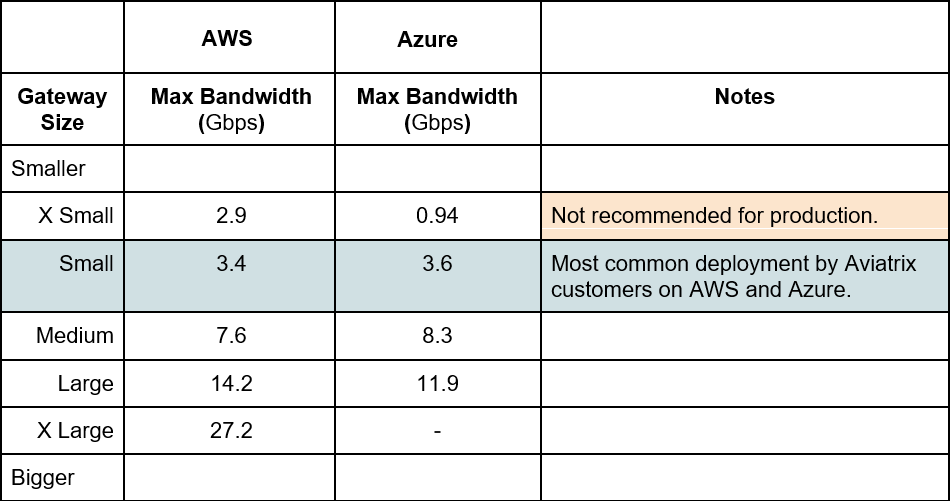 AWS Azure
Gateway Size Max Bandwidth (Gbps) Max Bandwidth (Gbps) Notes
Smaller
X Small 2.9 0.94 Not recommended for production.
Small 3.4 3.6 Most common deployment by Aviatrix
customers on AWS and Azure.
Medium 7.6 8.3
Large 14.2 11.9
X Large 27.2 -
Bigger